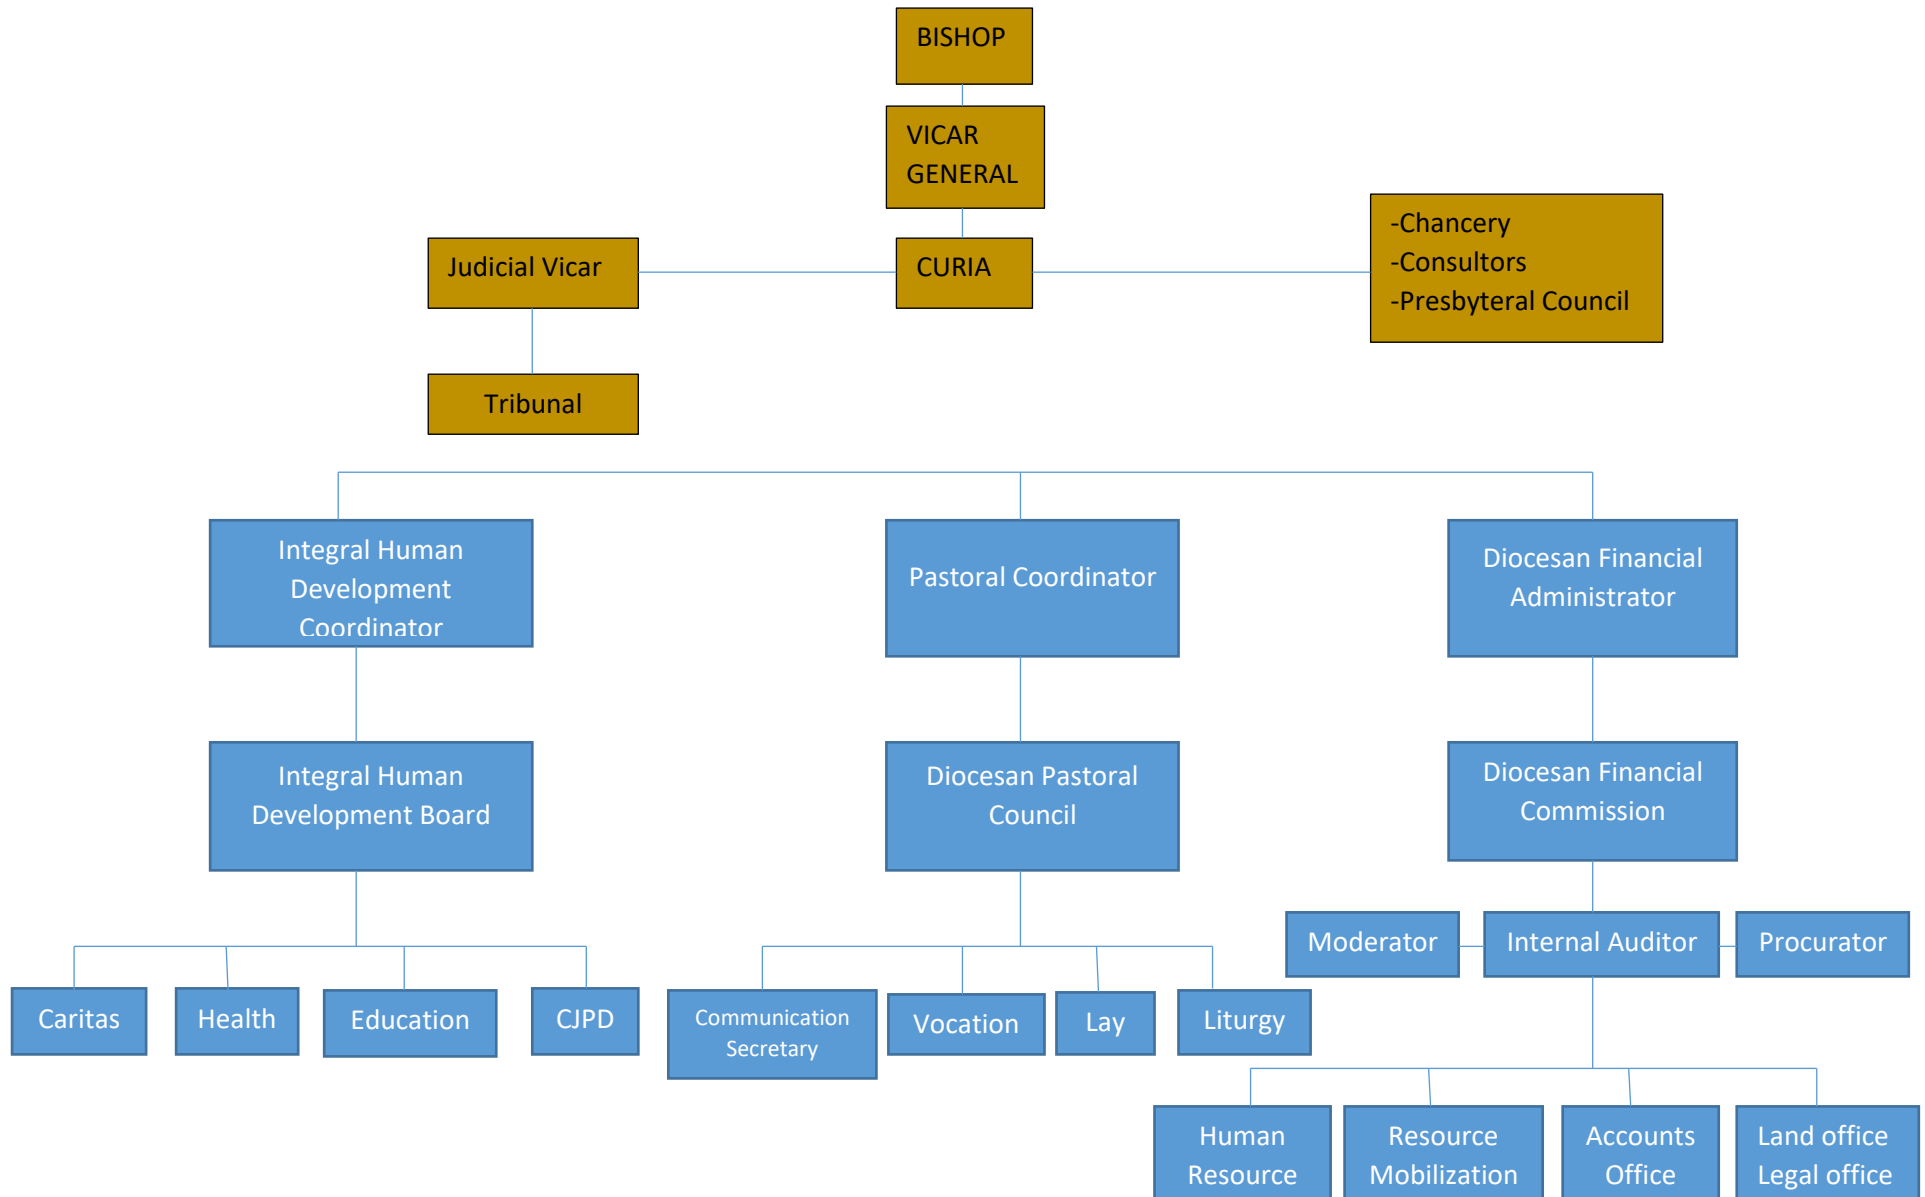 BISHOP
VICAR
GENERAL
-Chancery
-Consultors
-Presbyteral Council
Judicial Vicar
CURIA
Tribunal
Integral Human
Development
Coordinator
Pastoral Coordinator
Diocesan Financial
Administrator
Integral Human
Development Board
Diocesan Pastoral
Council
Diocesan Financial
Commission
Moderator
Internal Auditor
Procurator
Caritas
Health
Education
CJPD
Communication
Secretary
Vocation
Lay
Liturgy
Human
Resource
Resource
Mobilization
Accounts
Office
Land office
Legal office